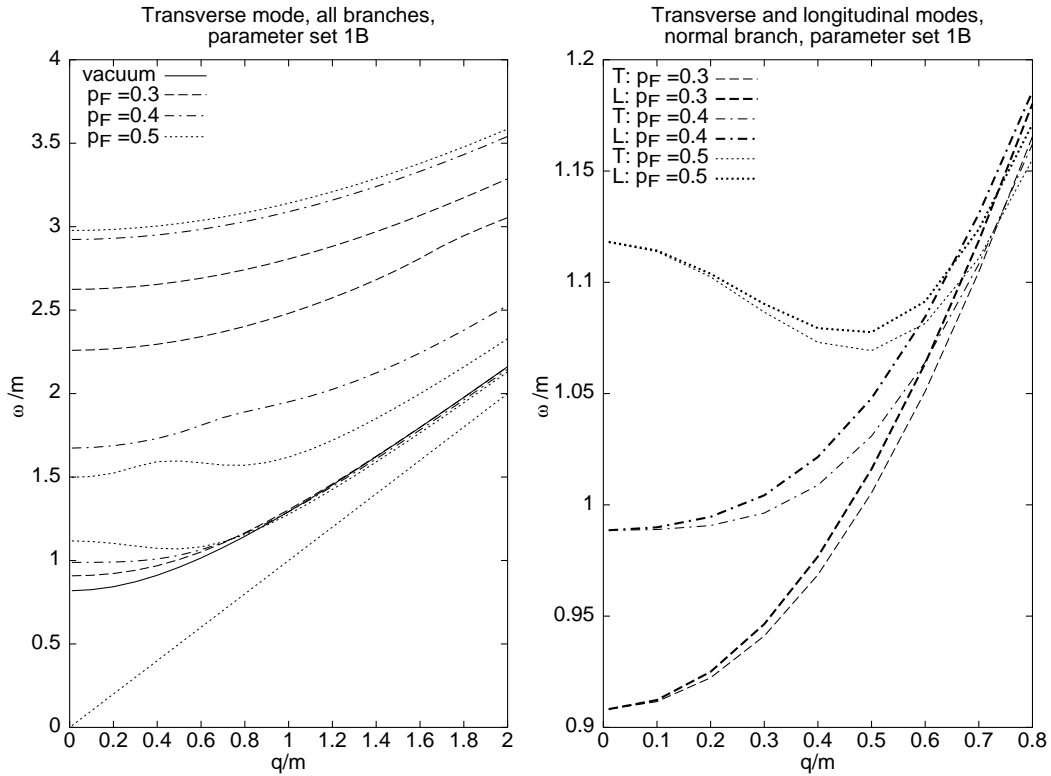 Transverse mode, all branches,
parameter set 1B
vacuum
pF =0.3
pF =0.4
pF =0.5
4
3.5
3
2.5
2
1.5
1
0.5
0
ω /m
0 0.2 0.4 0.6 0.8 1 1.2 1.4 1.6 1.8 2
q/m
Transverse and longitudinal modes,
normal branch, parameter set 1B
T: pF =0.3
L: pF =0.3
T: pF =0.4
L: pF =0.4
T: pF =0.5
L: pF =0.5
1.2
1.15
1.1
1.05
1
0.95
0.9
ω /m
0 0.1 0.2 0.3 0.4 0.5 0.6 0.7 0.8
q/m